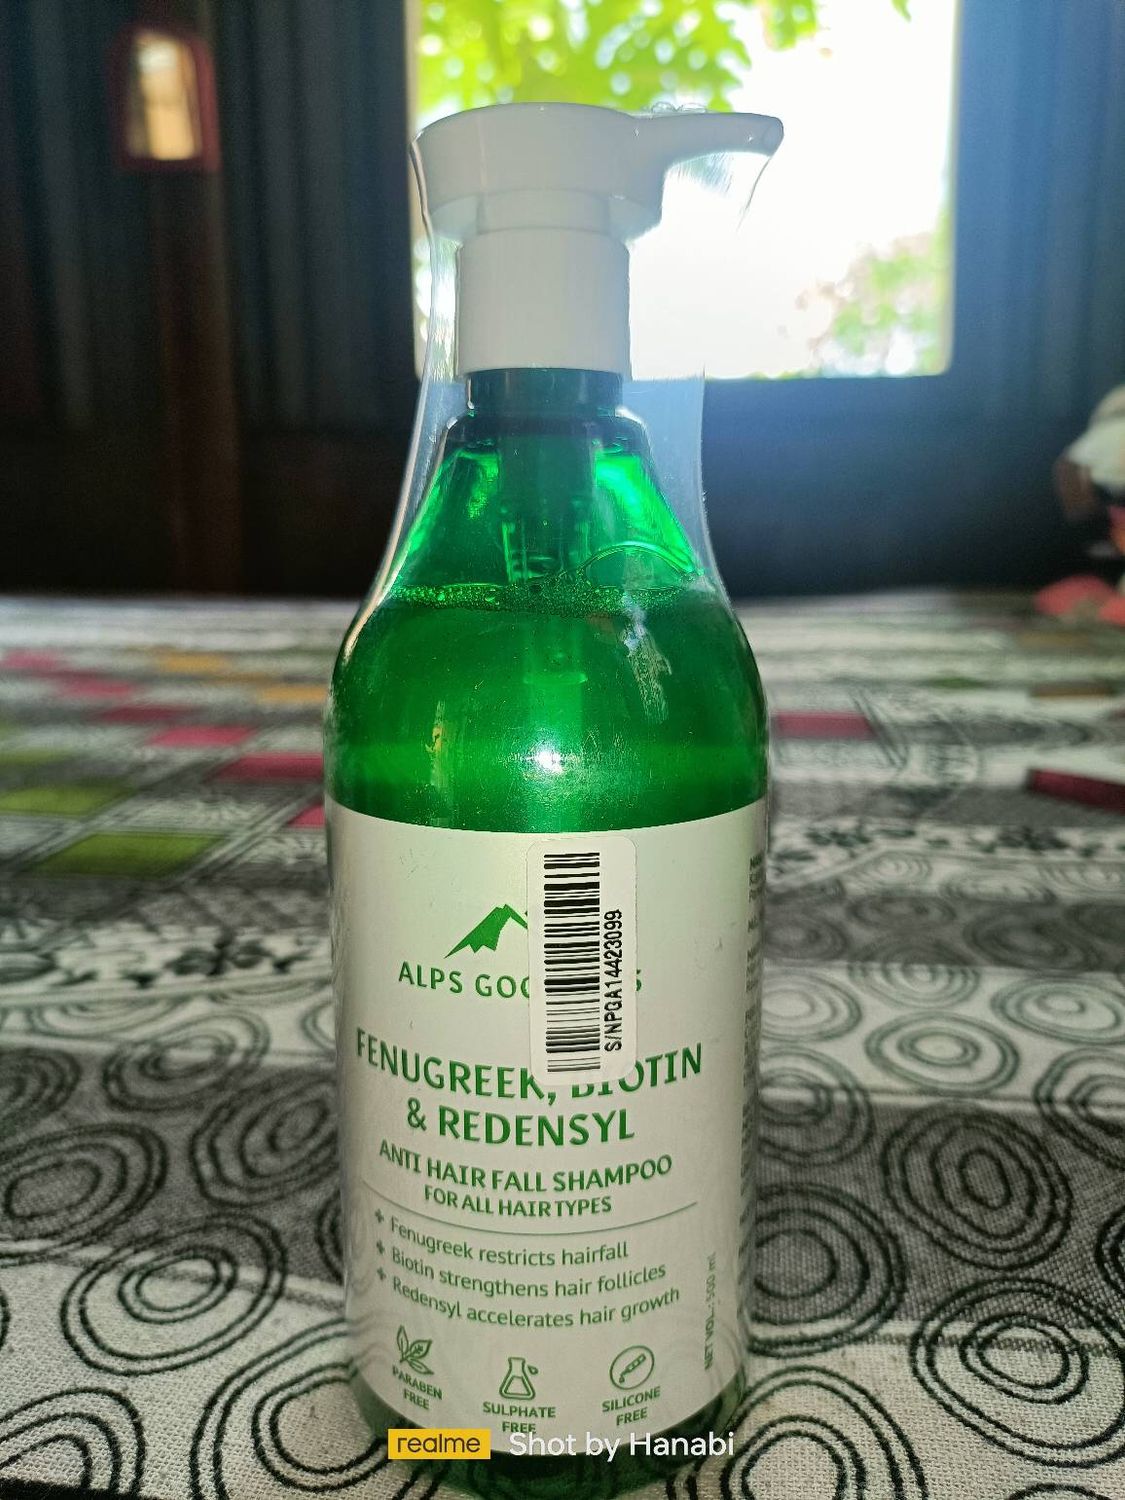 ALPS
S/NPGA14423099
FENUGREEK, BIOTIN
& REDENSYL
ANTI HAIR FALL SHAMPOO
FOR ALL HAIR TYPES
+ Fenugreek restricts hairfall
+ Biotin strengthens hair follicles
+ Redensyl accelerates hair growth
NET VOL.: 500 ml
PARABEN
FREE
SULPHATE
FREE
SILICONE
FREE
realme Shot by Hanabi